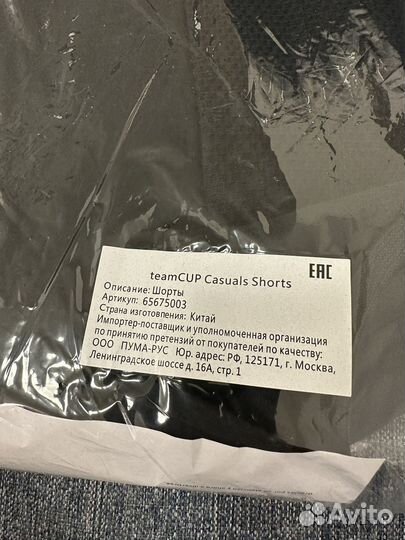 teamCUP Casuals Shorts
EAC
Описание: Шорты
Артикул: 65675003
Страна изготовления: Китай
Импортер-поставщик и уполномоченная организация
по принятию претензий от покупателей по качеству:
ООО ПУМА-РУС Юр. адрес: РФ, 125171, г. Москва,
Ленинградское шоссе д. 16А, стр. 1
Avito